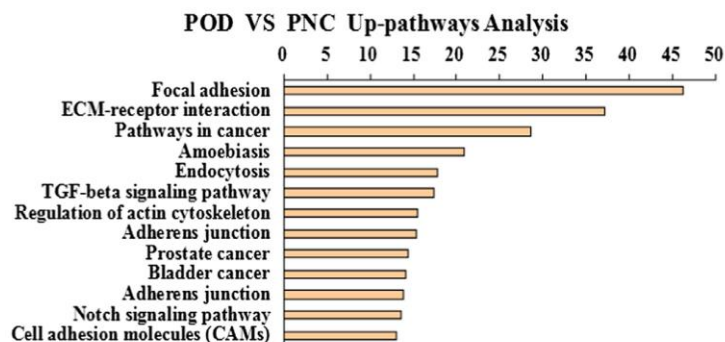 POD VS PNC Up-pathways Analysis
0 5 10 15 20 25 30 35 40 45 50
Focal adhesion
ECM-receptor interaction
Pathways in cancer
Amoebiasis
Endocytosis
TGF-beta signaling pathway
Regulation of actin cytoskeleton
Adherens junction
Prostate cancer
Bladder cancer
Adherens junction
Notch signaling pathway
Cell adhesion molecules (CAMs)